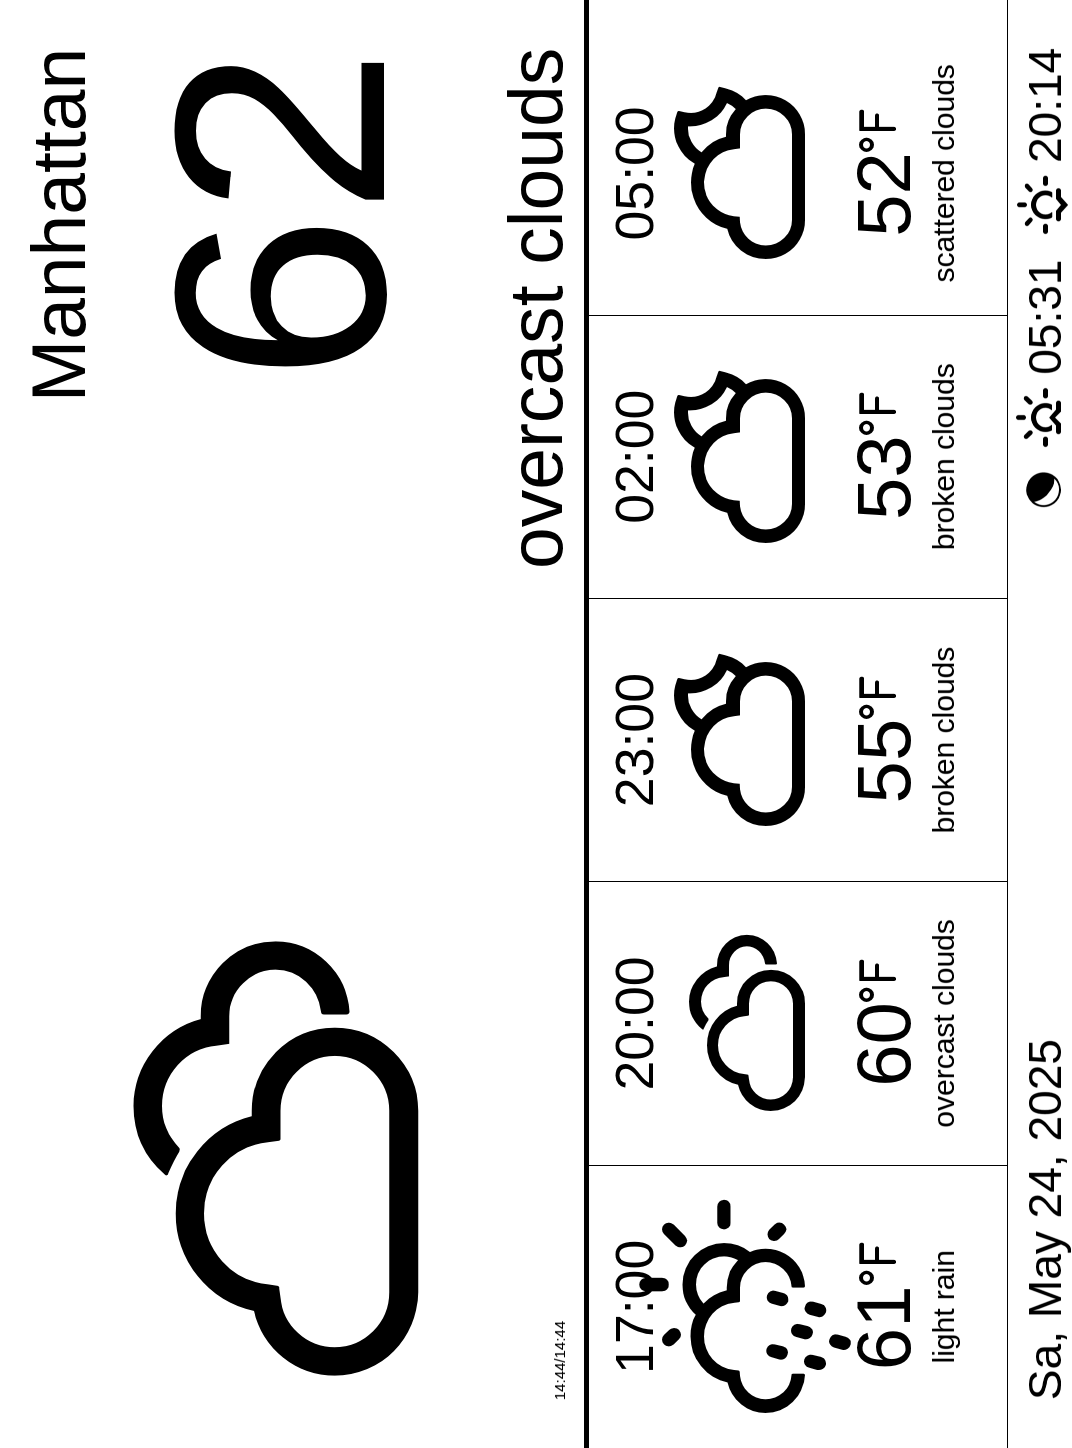 Manhattan
62
overcast clouds
14:44/14:44
17:00
61°F
light rain
20:00
60°F
overcast clouds
23:00
55°F
broken clouds
02:00
53°F
broken clouds
05:00
52°F
scattered clouds
Sa, May 24, 2025
05:31
20:14